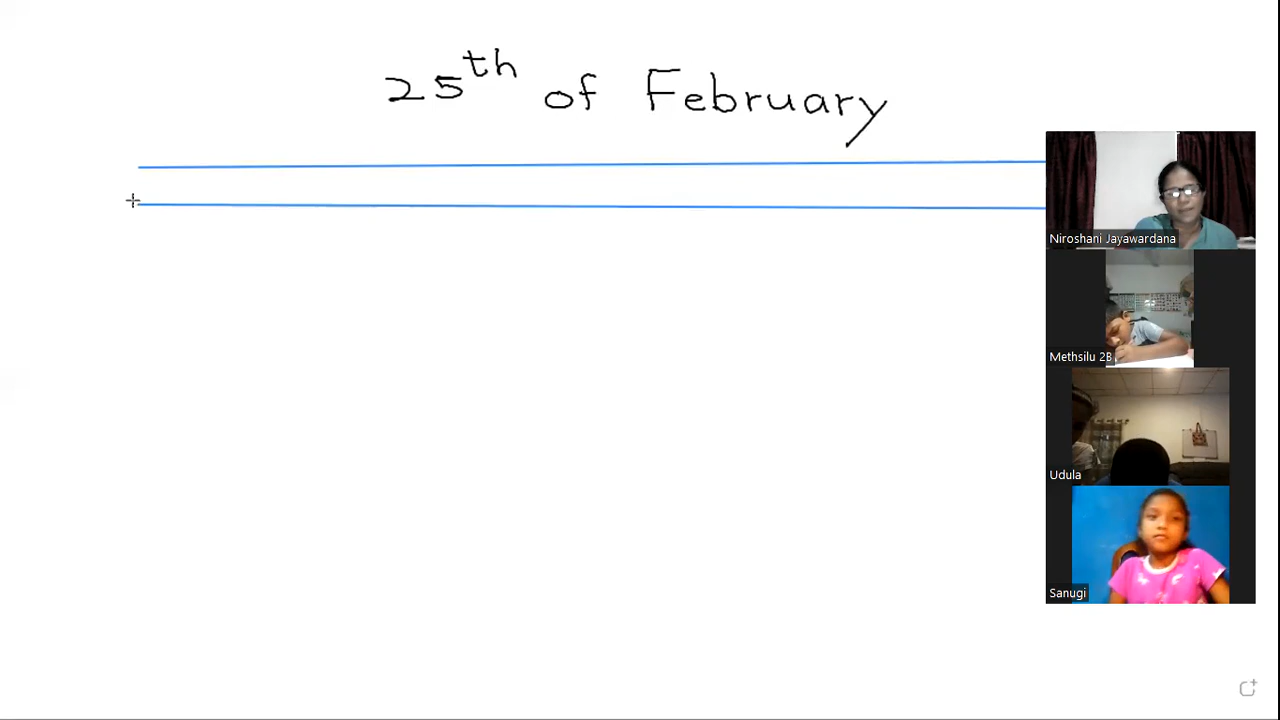 25th of February
Niroshani Jayawardana
Methsilu 2B
Udula
Sanugi